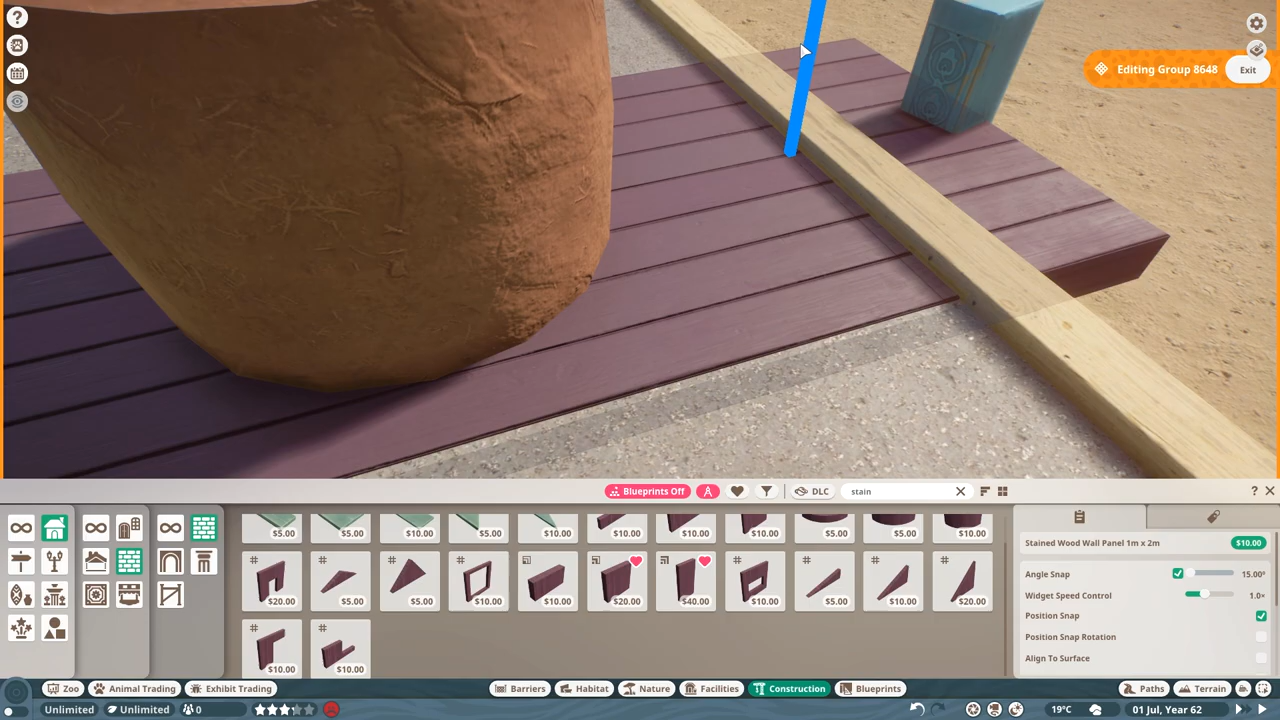 Editing Group 8648
Exit
Blueprints Off
DLC
stain
?
$5.00
$5.00
$5.00
$5.00
$5.00
$10.00
$10.00
$10.00
$5.00
$5.00
$10.00
$20.00
$5.00
$5.00
$10.00
$10.00
$20.00
$40.00
$10.00
$5.00
$10.00
$20.00
$10.00
$10.00
Stained Wood Wall Panel 1m x 2m
$10.00
Angle Snap
15.00°
Widget Speed Control
1.0×
Position Snap
Position Snap Rotation
Align To Surface
Zoo
Animal Trading
Exhibit Trading
Barriers
Habitat
Nature
Facilities
Construction
Blueprints
Paths
Terrain
Unlimited
Unlimited
0
19°C
01 Jul, Year 62